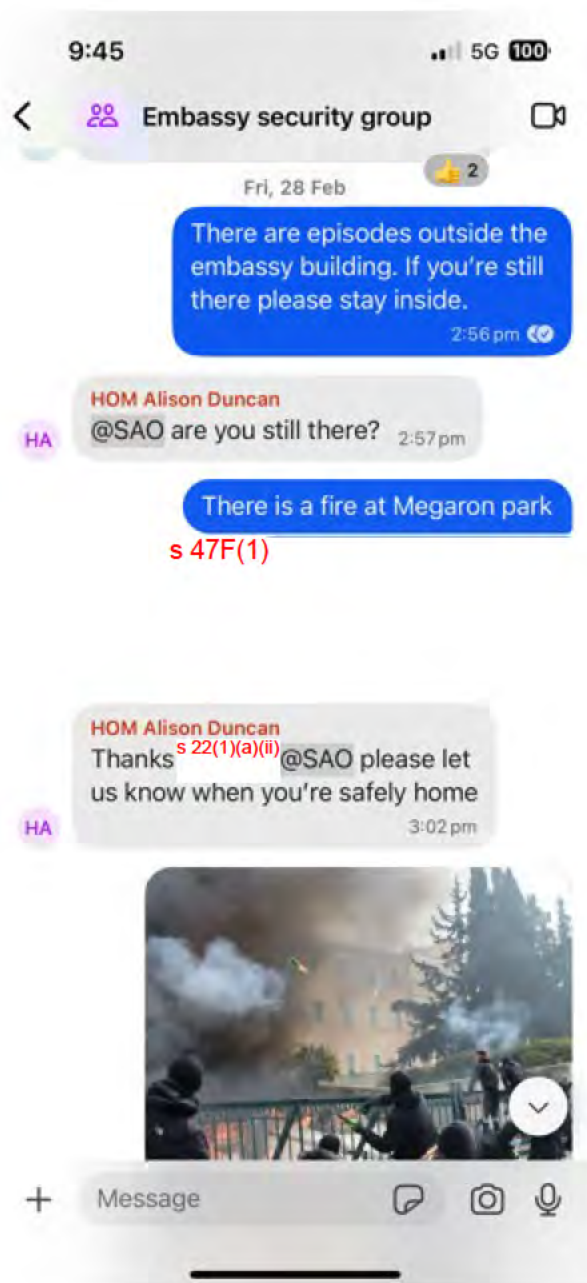 9:45
5G 100
Embassy security group
👍 2
Fri, 28 Feb
There are episodes outside the
embassy building. If you're still
there please stay inside.
2:56 pm
HOM Alison Duncan
HA
@SAO are you still there? 2:57 pm
There is a fire at Megaron park
s 47F(1)
HOM Alison Duncan
s 22(1)(a)(ii)
Thanks @SAO please let
us know when you're safely home
HA
3:02 pm
Message